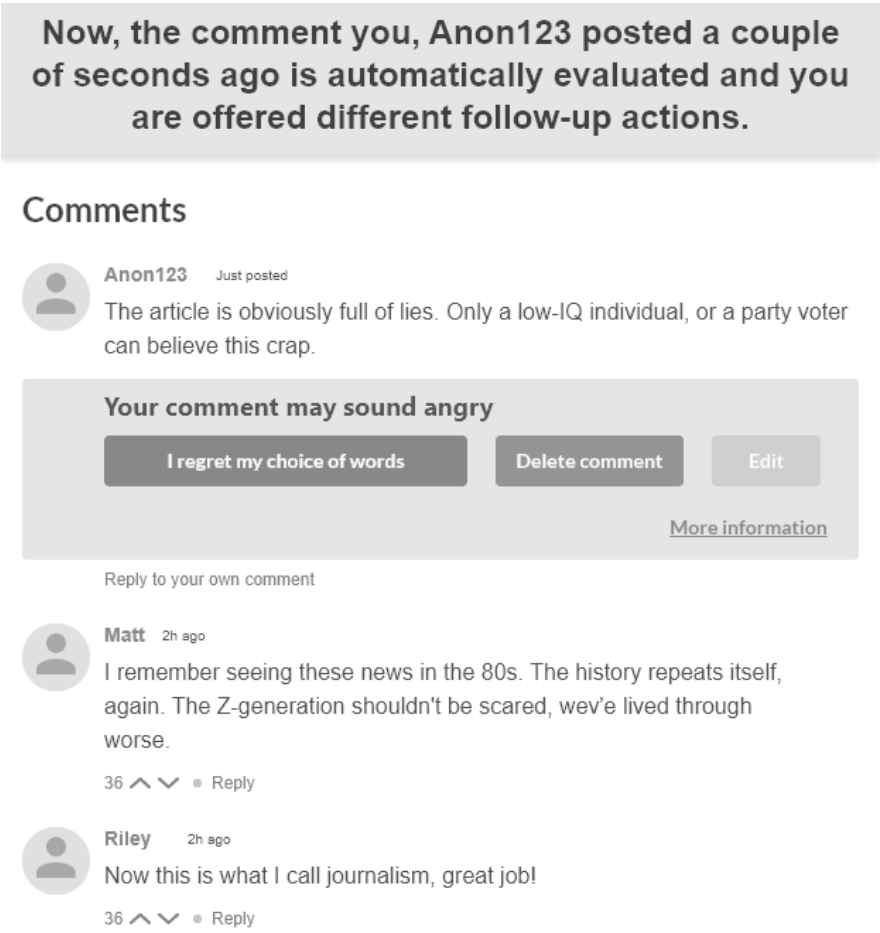 Now, the comment you, Anon123 posted a couple
of seconds ago is automatically evaluated and you
are offered different follow-up actions.
Comments
Anon123 Just posted
The article is obviously full of lies. Only a low-IQ individual, or a party voter
can believe this crap.
Your comment may sound angry
I regret my choice of words Delete comment Edit
More information
Reply to your own comment
Matt 2h ago
I remember seeing these news in the 80s. The history repeats itself,
again. The Z-generation shouldn't be scared, wev'e lived through
worse.
36 • Reply
Riley 2h ago
Now this is what I call journalism, great job!
36 • Reply